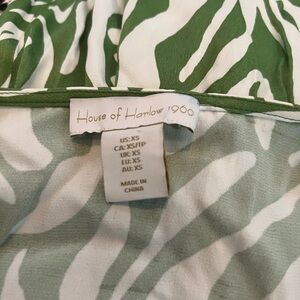 House of Harlow 1960
US: XS
CA: XS/TP
UK: XS
EU: XS
AU: XS
MADE IN
CHINA